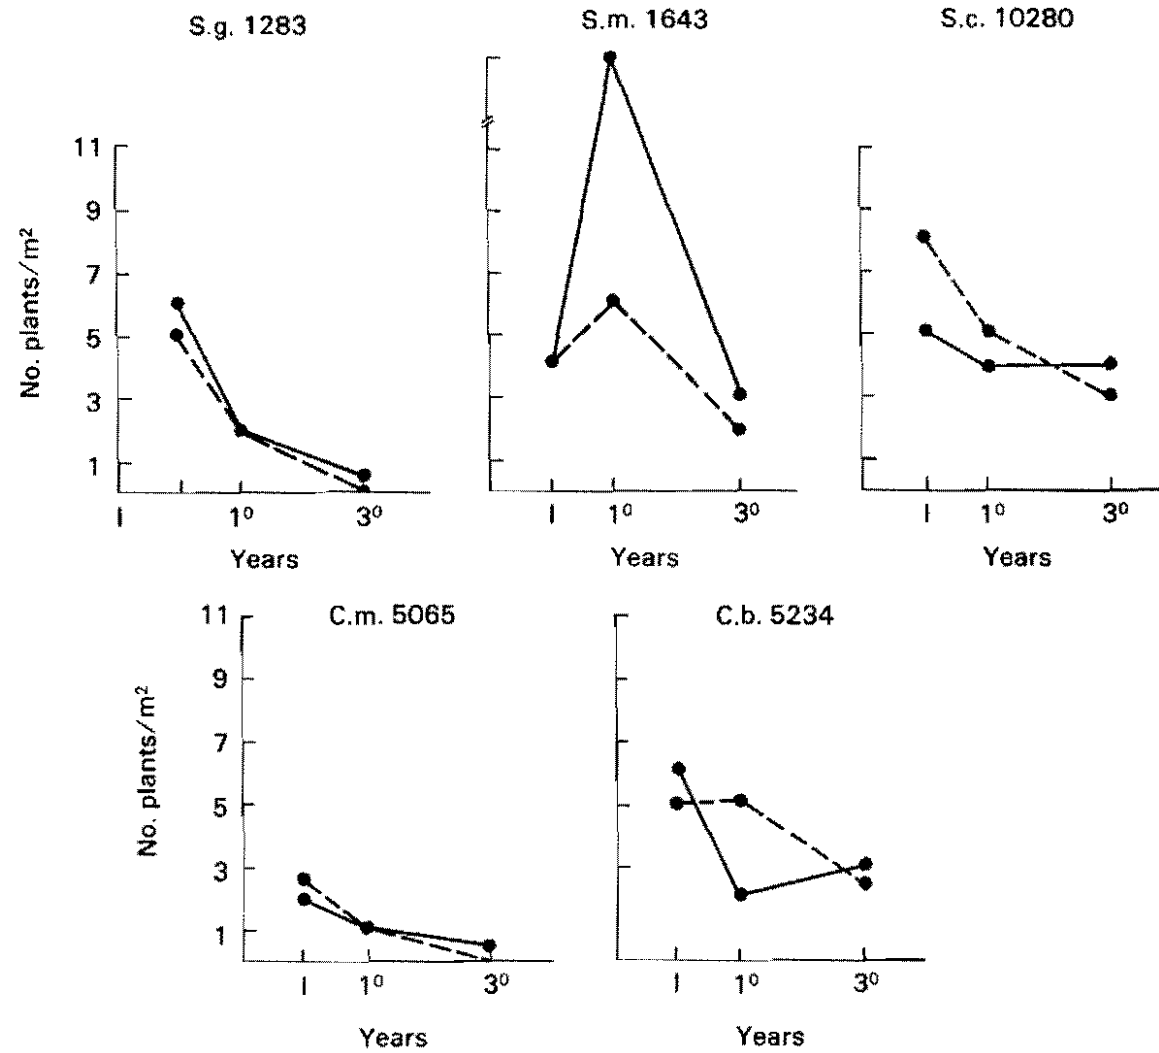 S.g. 1283
S.m. 1643
S.c. 10280
No. plants/m²
11
9
7
5
3
1
I 1⁰ 3⁰
Years
I 1⁰ 3⁰
Years
I 1⁰ 3⁰
Years
C.m. 5065
C.b. 5234
No. plants/m²
11
9
7
5
3
1
I 1⁰ 3⁰
Years
I 1⁰ 3⁰
Years